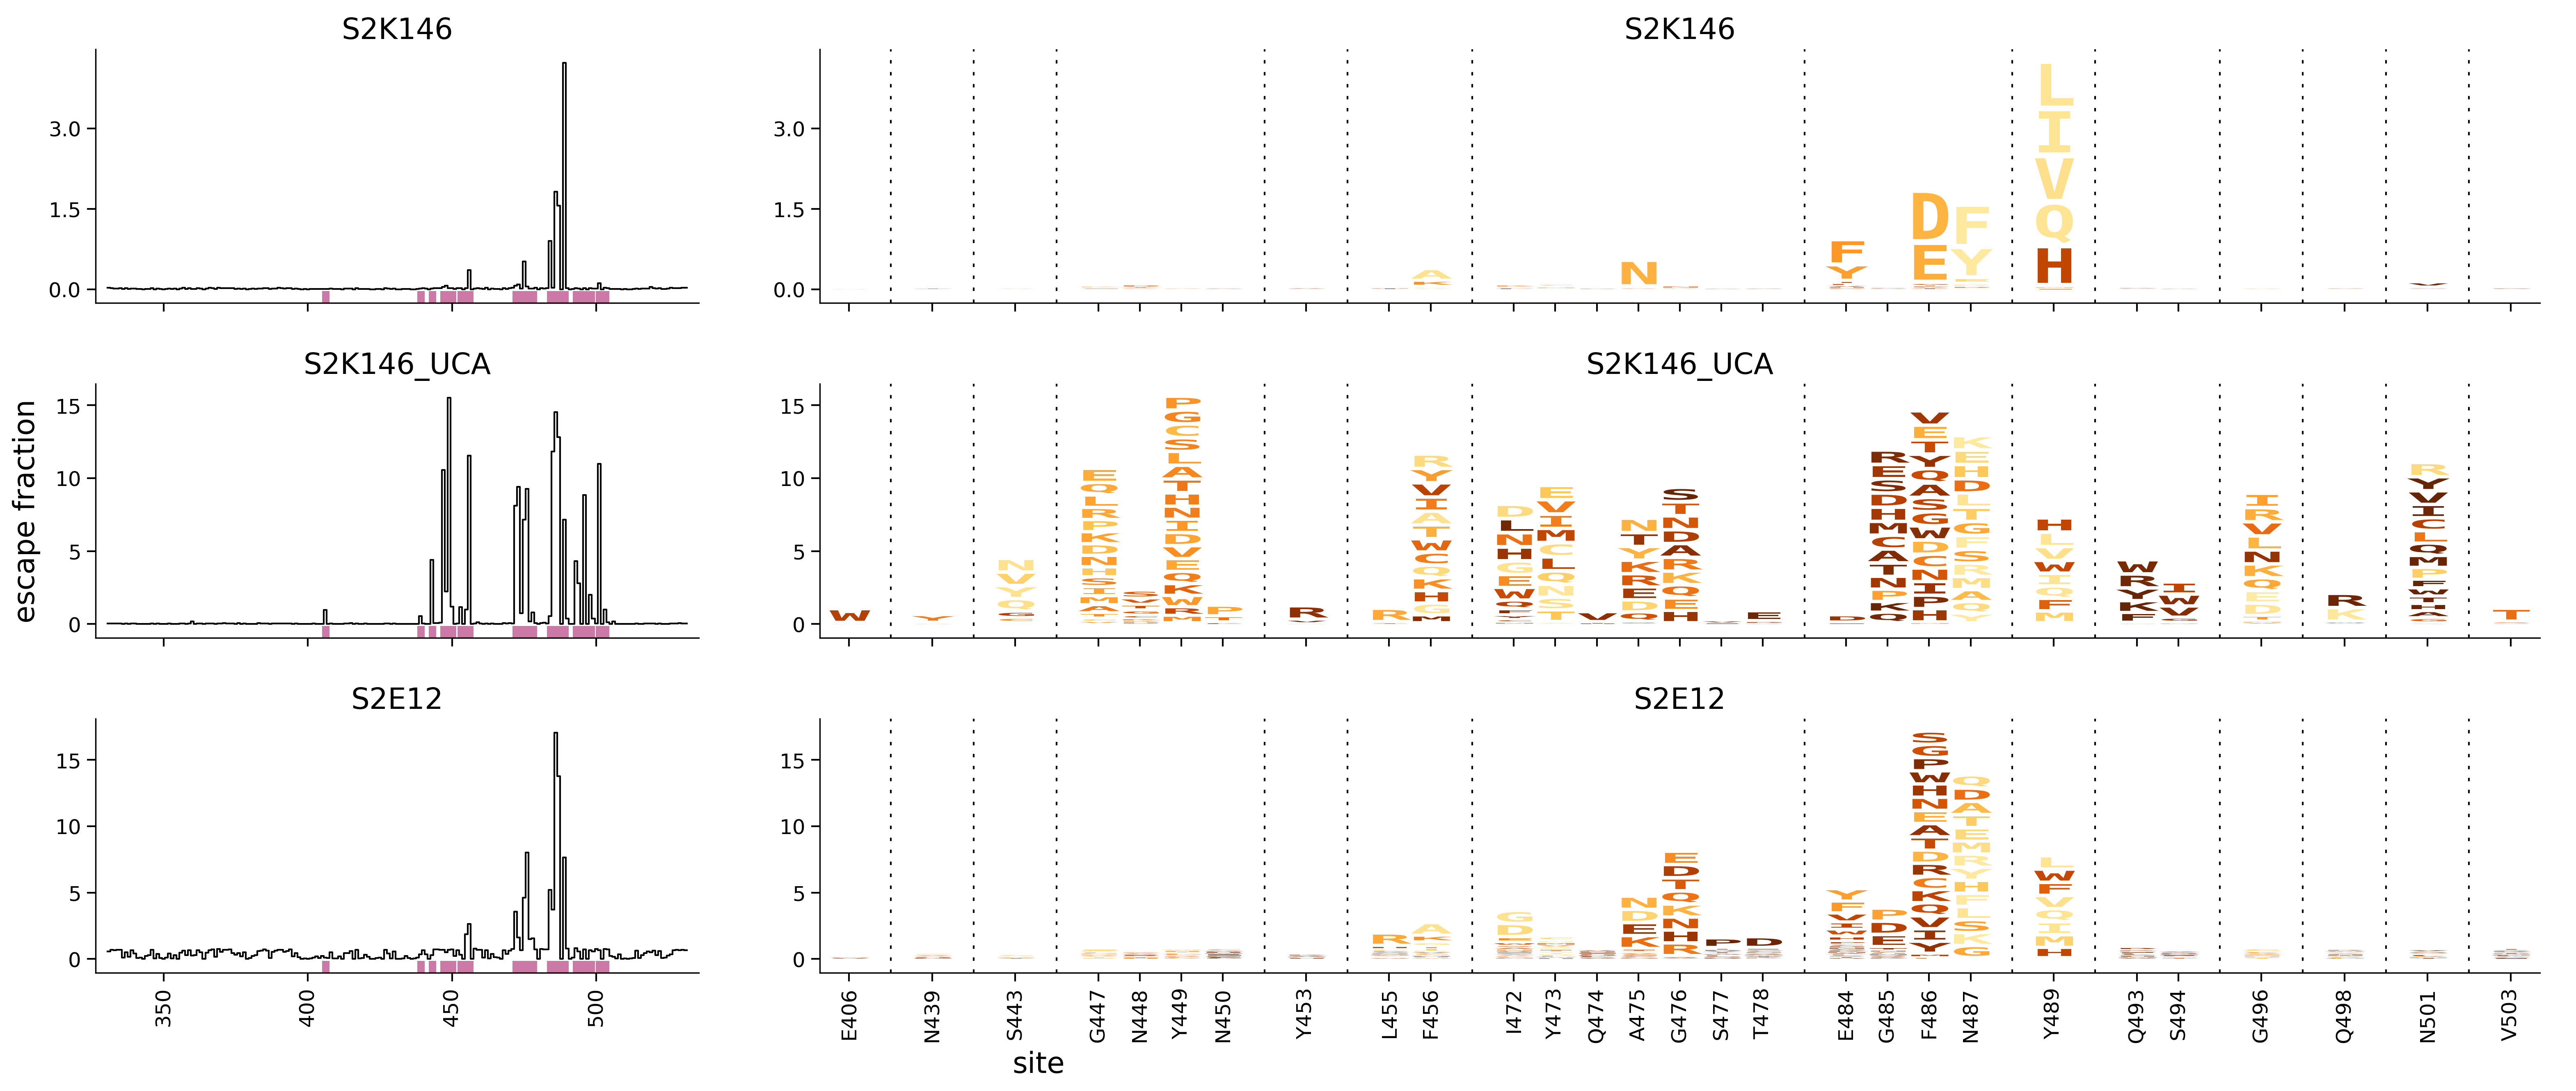 S2K146
S2K146
3.0
1.5
0.0
3.0
1.5
0.0
A
N
F
Y
D
E
F
Y
L
I
V
Q
H
S2K146_UCA
S2K146_UCA
escape fraction
15
10
5
0
15
10
5
0
W
Y
N
V
Y
Q
E
Q
L
R
P
K
D
N
H
S
I
M
A
P
G
C
S
L
A
T
H
N
I
D
V
E
Q
K
W
R
M
P
R
R
R
Y
V
I
A
T
W
C
Q
K
H
G
M
D
L
N
H
G
E
W
Q
E
V
I
M
C
L
Q
N
S
T
V
N
T
Y
K
R
E
D
Q
S
T
N
D
A
R
K
Q
E
H
E
D
R
E
S
D
H
M
C
A
T
N
P
K
Q
V
E
T
Y
Q
A
S
G
W
D
C
N
I
P
H
K
E
H
D
L
T
G
F
S
R
M
A
Q
Y
H
L
V
W
I
Q
F
M
W
R
Y
K
F
I
W
V
I
R
V
L
N
K
Q
E
D
R
K
R
Y
V
I
C
L
Q
M
P
F
W
T
H
A
T
S2E12
S2E12
15
10
5
0
15
10
5
0
R
A
K
G
D
N
D
E
K
E
D
T
Q
K
N
H
R
P
D
Y
F
V
P
D
E
S
G
P
W
H
N
E
A
T
D
R
C
K
Q
V
I
Y
Q
D
A
T
E
M
R
Y
H
F
L
S
K
G
L
W
F
V
Q
I
M
H
350
400
450
500
E406
N439
S443
G447
N448
Y449
N450
Y453
L455
F456
I472
Y473
Q474
A475
G476
S477
T478
E484
G485
F486
N487
Y489
Q493
S494
G496
Q498
N501
V503
site